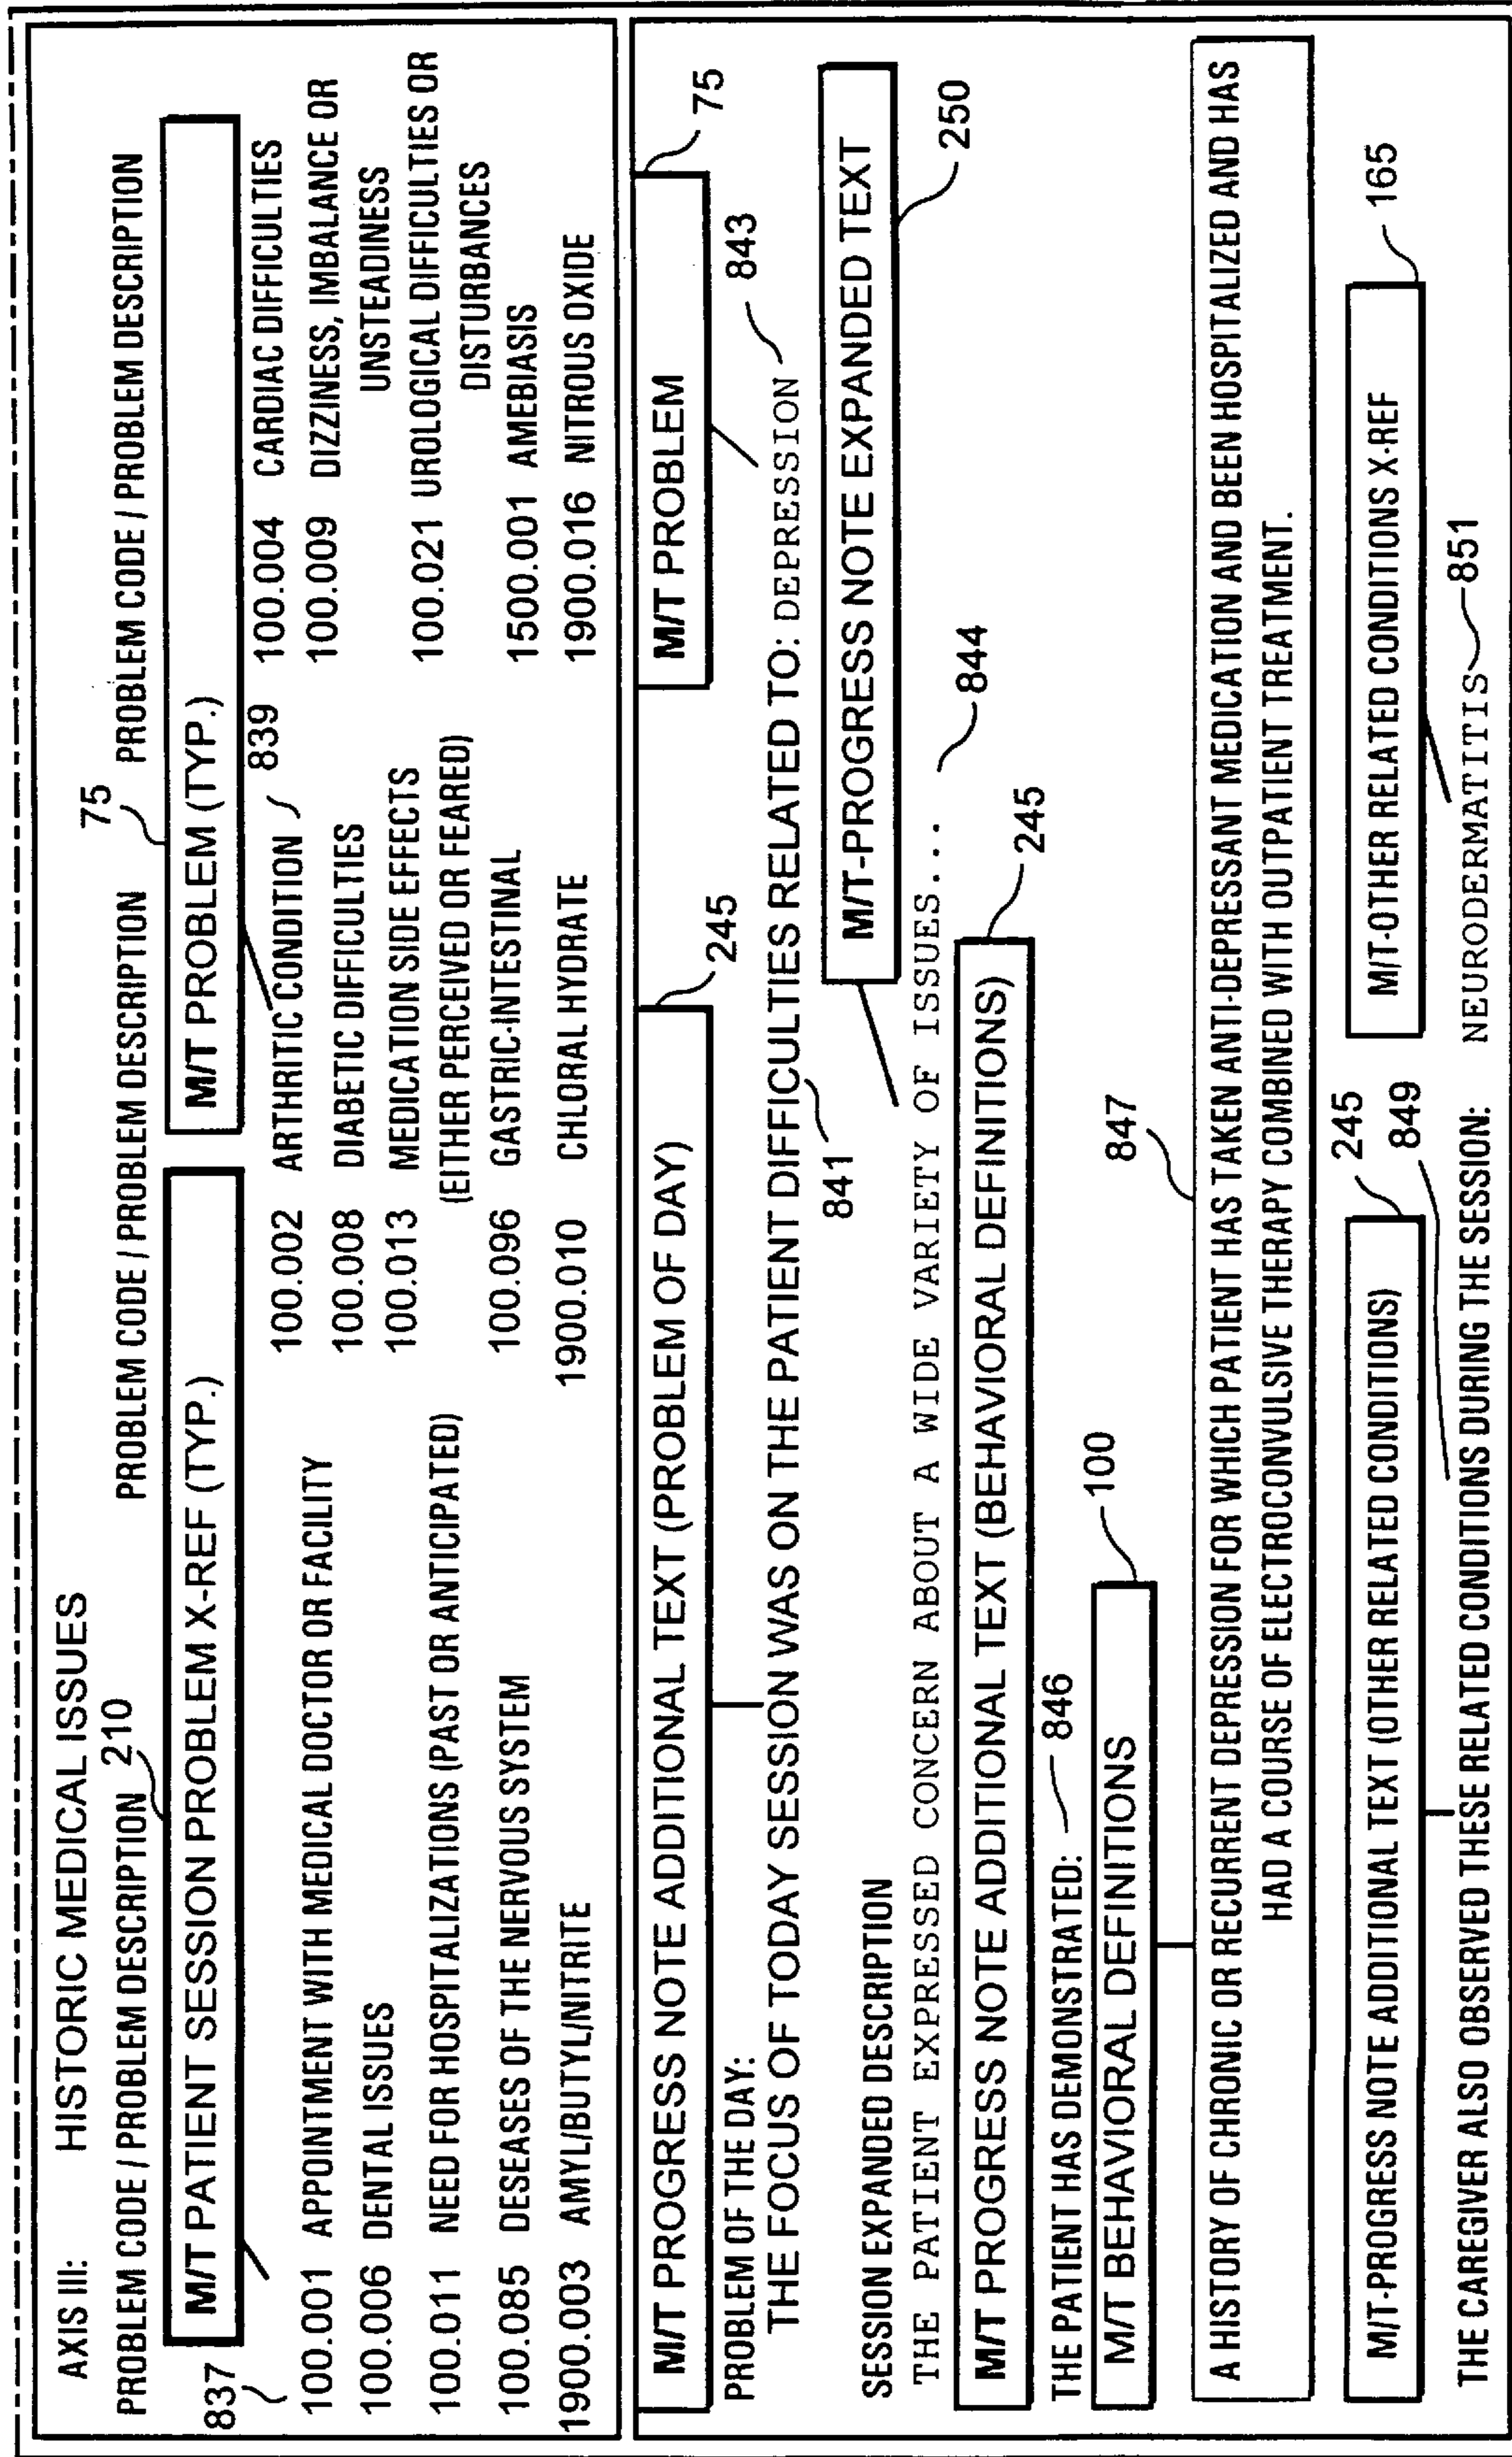 AXIS III: HISTORIC MEDICAL ISSUES
PROBLEM CODE / PROBLEM DESCRIPTION 210 PROBLEM CODE / PROBLEM DESCRIPTION 75 PROBLEM CODE / PROBLEM DESCRIPTION
M/T PATIENT SESSION PROBLEM X-REF (TYP.) M/T PROBLEM (TYP.)
837 839
100.001 APPOINTMENT WITH MEDICAL DOCTOR OR FACILITY 100.002 ARTHRITIC CONDITION 100.004 CARDIAC DIFFICULTIES
100.006 DENTAL ISSUES 100.008 DIABETIC DIFFICULTIES 100.009 DIZZINESS, IMBALANCE OR
UNSTEADINESS
100.011 NEED FOR HOSPITALIZATIONS (PAST OR ANTICIPATED) 100.013 MEDICATION SIDE EFFECTS 100.021 UROLOGICAL DIFFICULTIES OR
(EITHER PERCEIVED OR FEARED) DISTURBANCES
100.085 DESEASES OF THE NERVOUS SYSTEM 100.096 GASTRIC-INTESTINAL 1500.001 AMEBIASIS
1900.003 AMYL/BUTYL/NITRITE 1900.010 CHLORAL HYDRATE 1900.016 NITROUS OXIDE
M/T PROGRESS NOTE ADDITIONAL TEXT (PROBLEM OF DAY) 245 M/T PROBLEM 75
PROBLEM OF THE DAY: 843
THE FOCUS OF TODAY SESSION WAS ON THE PATIENT DIFFICULTIES RELATED TO: DEPRESSION
841 M/T-PROGRESS NOTE EXPANDED TEXT 250
SESSION EXPANDED DESCRIPTION
THE PATIENT EXPRESSED CONCERN ABOUT A WIDE VARIETY OF ISSUES... 844
M/T PROGRESS NOTE ADDITIONAL TEXT (BEHAVIORAL DEFINITIONS) 245
THE PATIENT HAS DEMONSTRATED: 846
M/T BEHAVIORAL DEFINITIONS 100 847
A HISTORY OF CHRONIC OR RECURRENT DEPRESSION FOR WHICH PATIENT HAS TAKEN ANTI-DEPRESSANT MEDICATION AND BEEN HOSPITALIZED AND HAS
HAD A COURSE OF ELECTROCONVULSIVE THERAPY COMBINED WITH OUTPATIENT TREATMENT.
M/T-PROGRESS NOTE ADDITIONAL TEXT (OTHER RELATED CONDITIONS) 245 M/T-OTHER RELATED CONDITIONS X-REF 165
849
THE CAREGIVER ALSO OBSERVED THESE RELATED CONDITIONS DURING THE SESSION: NEURODERMATITIS 851